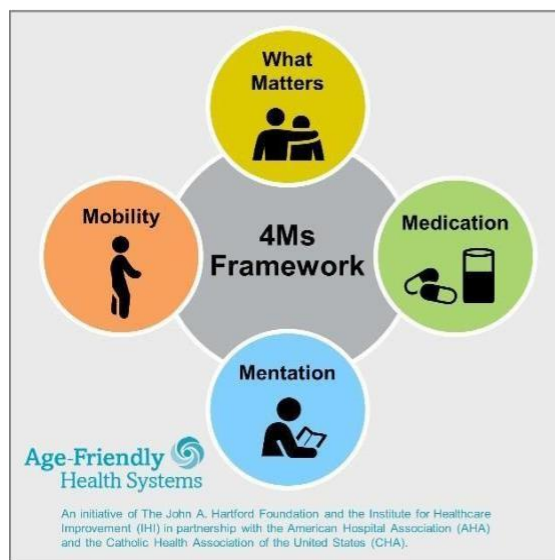 What
Matters
Mobility
4Ms
Framework
Medication
Mentation
Age-Friendly
Health Systems
An initiative of The John A. Hartford Foundation and the Institute for Healthcare
Improvement (IHI) in partnership with the American Hospital Association (AHA)
and the Catholic Health Association of the United States (CHA).